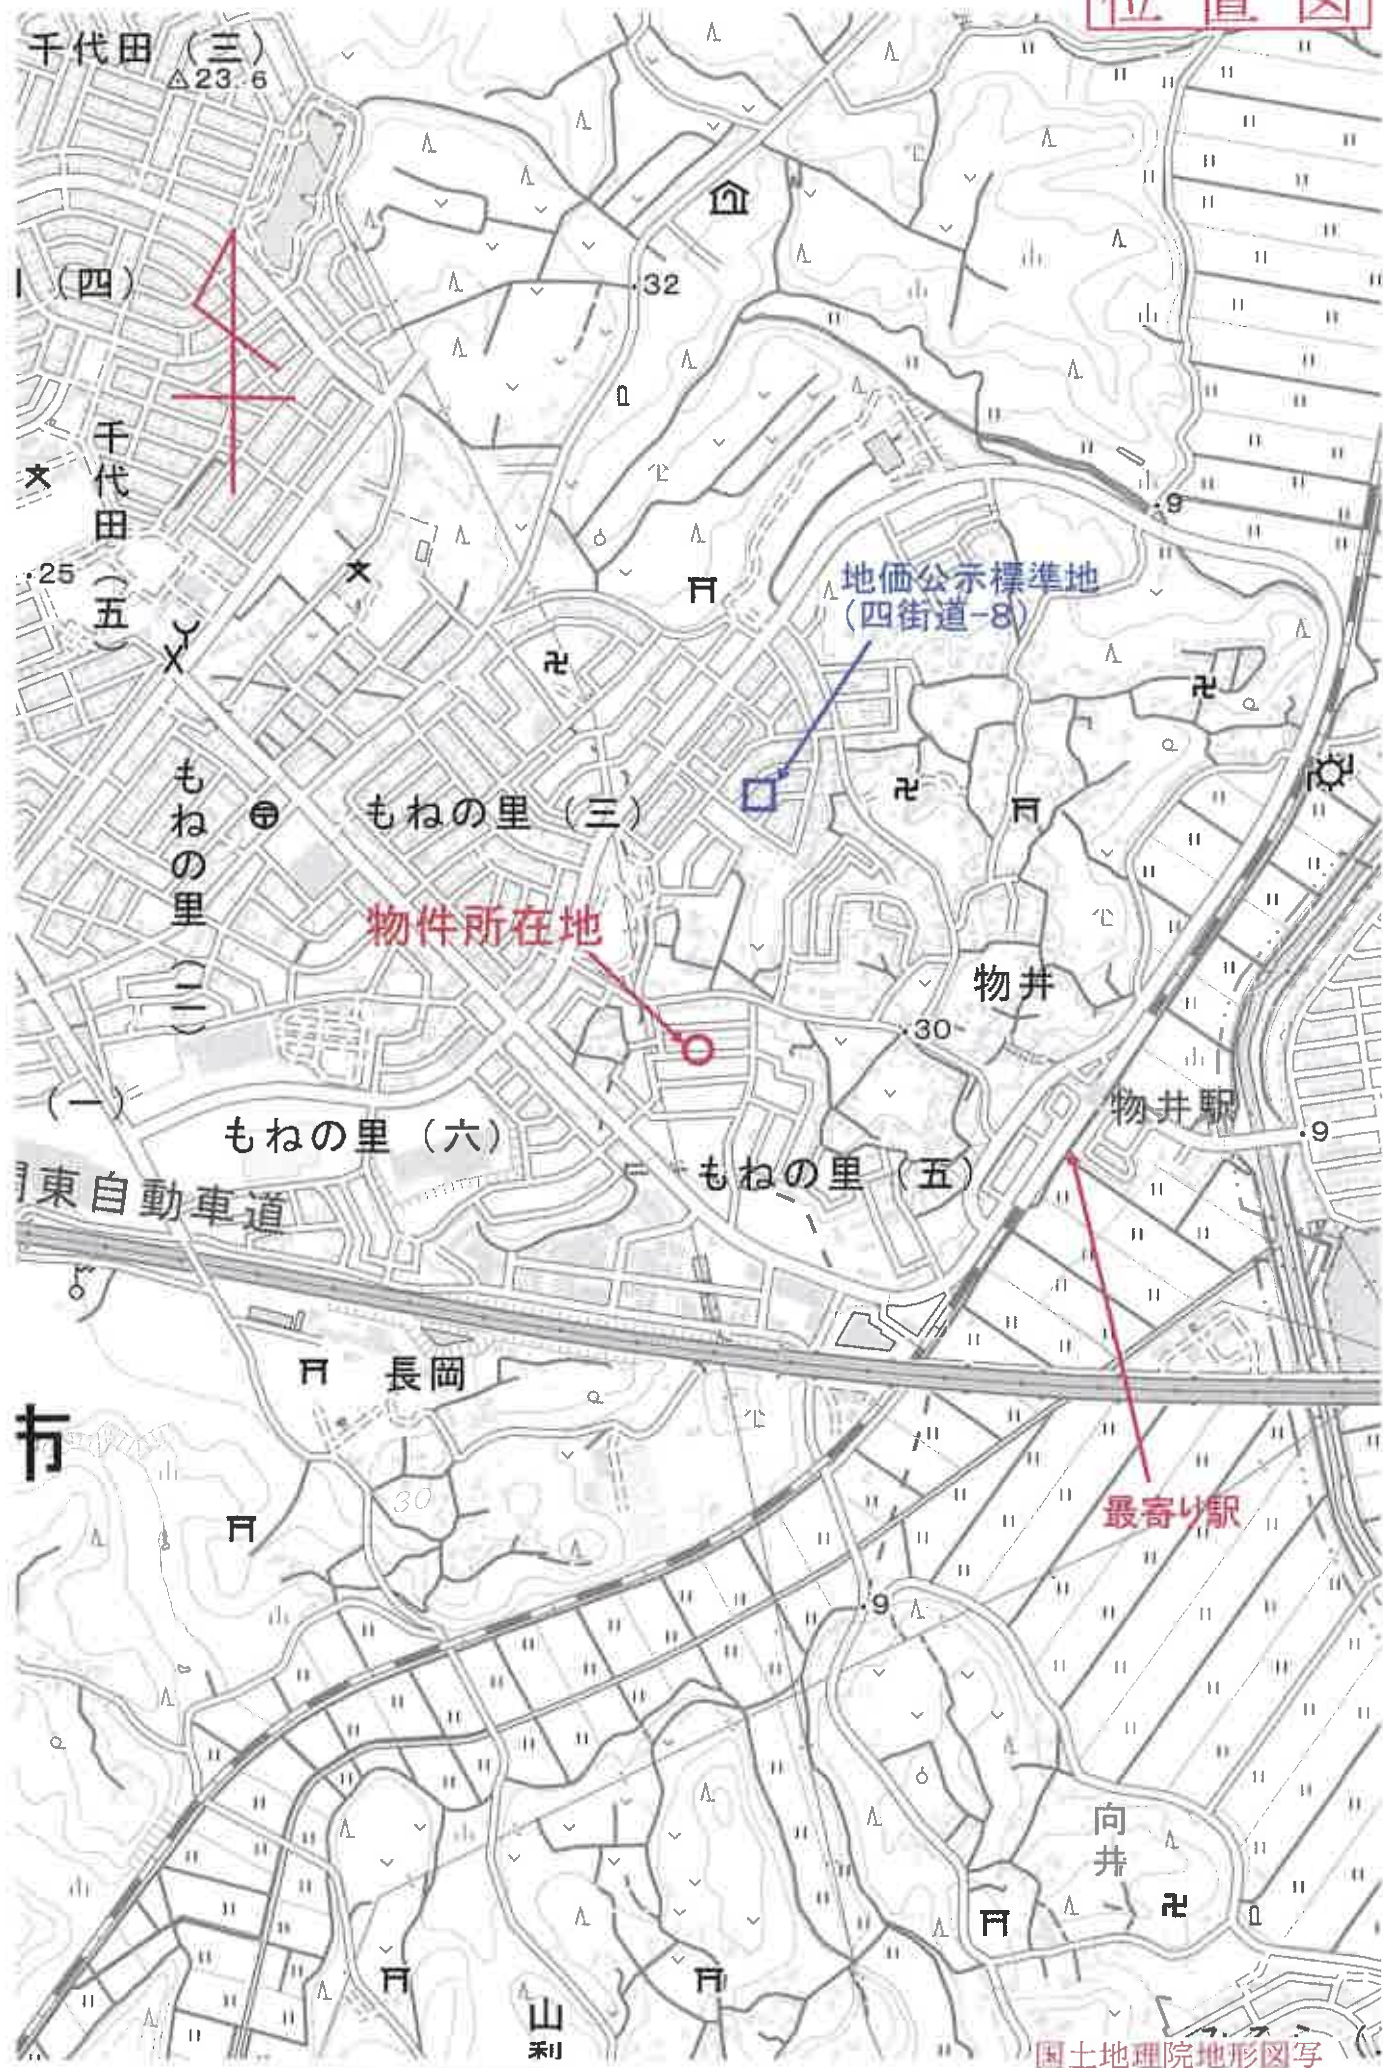 位置図
千代田（三）
23.6
（四）
32
千代田（五）
9
25
地価公示標準地
(四街道-8)
もねの里（三）
もねの里（二）
物件所在地
物井
30
（一）
物井駅
9
もねの里（六）
もねの里（五）
関東自動車道
長岡
市
30
最寄り駅
9
向井
山
国土地理院地形図写